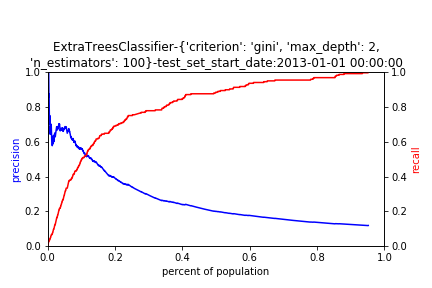 ExtraTreesClassifier-{'criterion': 'gini', 'max_depth': 2,
'n_estimators': 100}-test_set_start_date:2013-01-01 00:00:00
1.0
0.8
0.6
0.4
0.2
0.0
precision
1.0
0.8
0.6
0.4
0.2
0.0
recall
0.0 0.2 0.4 0.6 0.8 1.0
percent of population